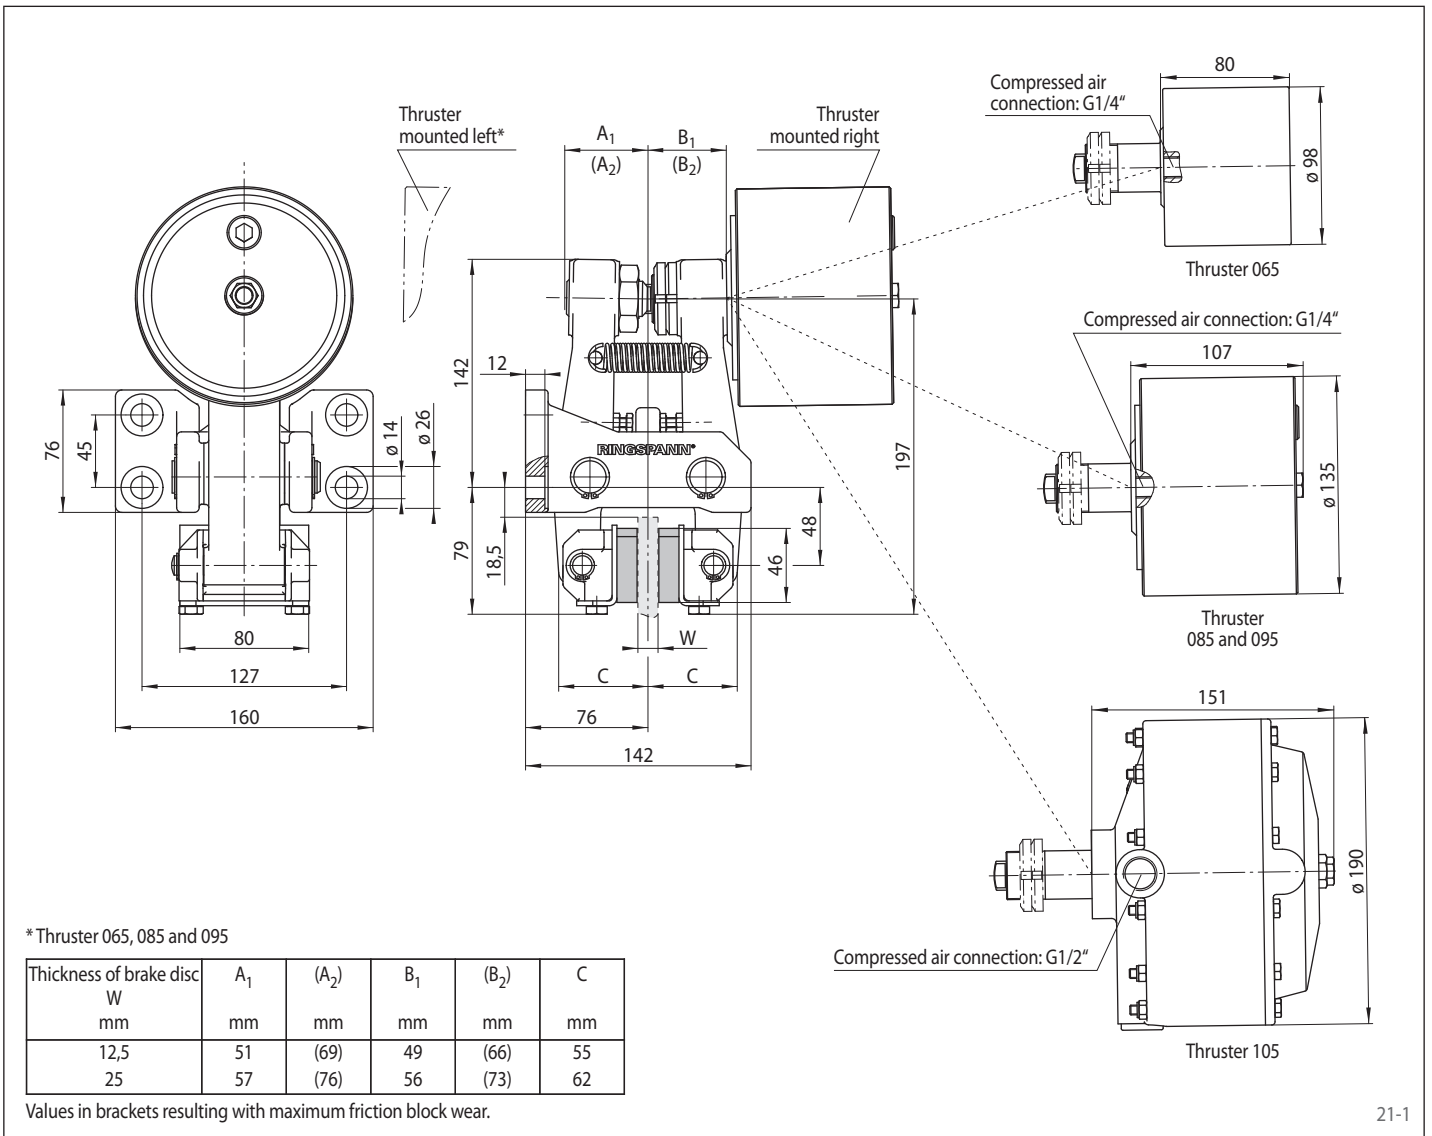 Thruster
mounted left*
A1
(A2)
B1
(B2)
Thruster
mounted right
Compressed air
connection: G1/4“
80
ø 98
Thruster 065
Compressed air connection: G1/4“
107
ø 135
Thruster
085 and 095
151
ø 190
Compressed air connection: G1/2“
Thruster 105
76
45
ø 14
ø 26
80
127
160
142
12
79
18,5
RINGSPANN®
197
48
46
W
C
C
76
142
* Thruster 065, 085 and 095
Thickness of brake disc A1 (A2) B1 (B2) C
W
mm mm mm mm mm mm
12,5 51 (69) 49 (66) 55
25 57 (76) 56 (73) 62
Values in brackets resulting with maximum friction block wear.
21-1